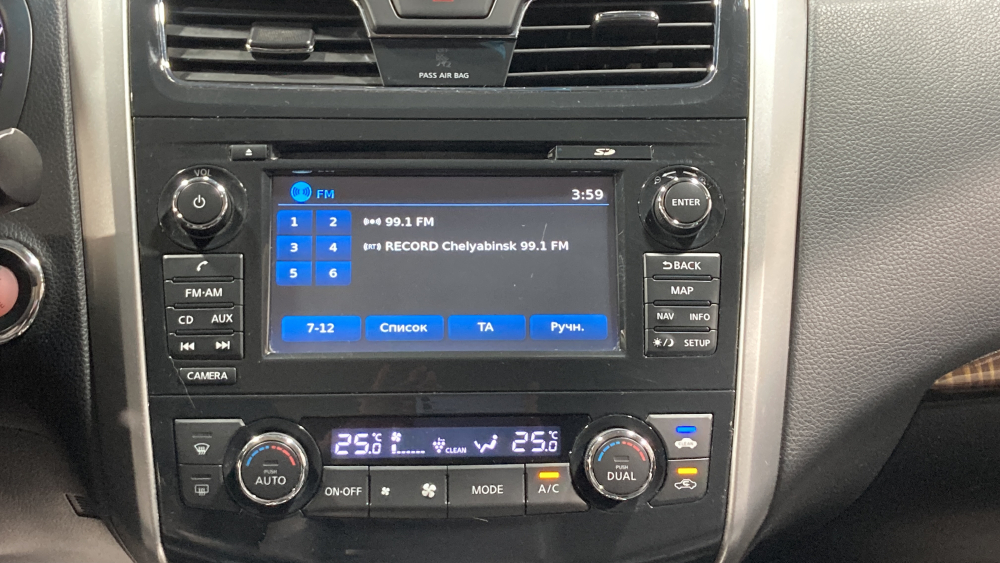 PASS AIR BAG
SD
VOL
FM 3:59
ENTER
1 2 99.1 FM
3 4 RECORD Chelyabinsk 99.1 FM
5 6
7-12 Список TA Ручн.
BACK
FM·AM
MAP
CD AUX
NAV INFO
SETUP
CAMERA
25.0°C CLEAN 25.0°C
PUSH AUTO
ON·OFF
MODE
A/C
PUSH DUAL